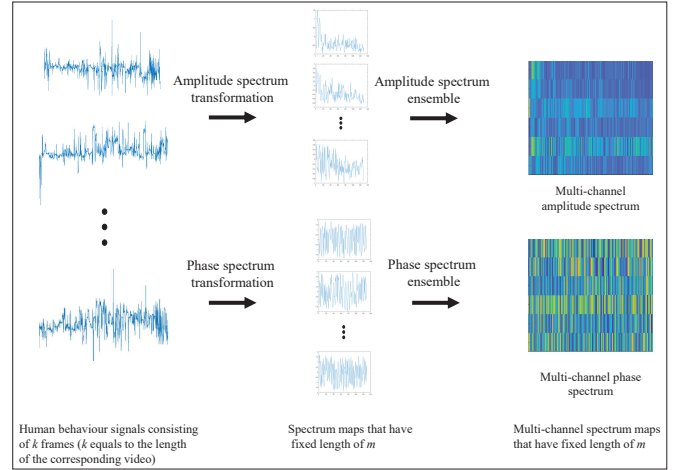 Amplitude spectrum
transformation
Amplitude spectrum
ensemble
Multi-channel
amplitude spectrum
Phase spectrum
transformation
Phase spectrum
ensemble
Multi-channel phase
spectrum
Human behaviour signals consisting
of k frames (k equals to the length
of the corresponding video)
Spectrum maps that have
fixed length of m
Multi-channel spectrum maps
that have fixed length of m